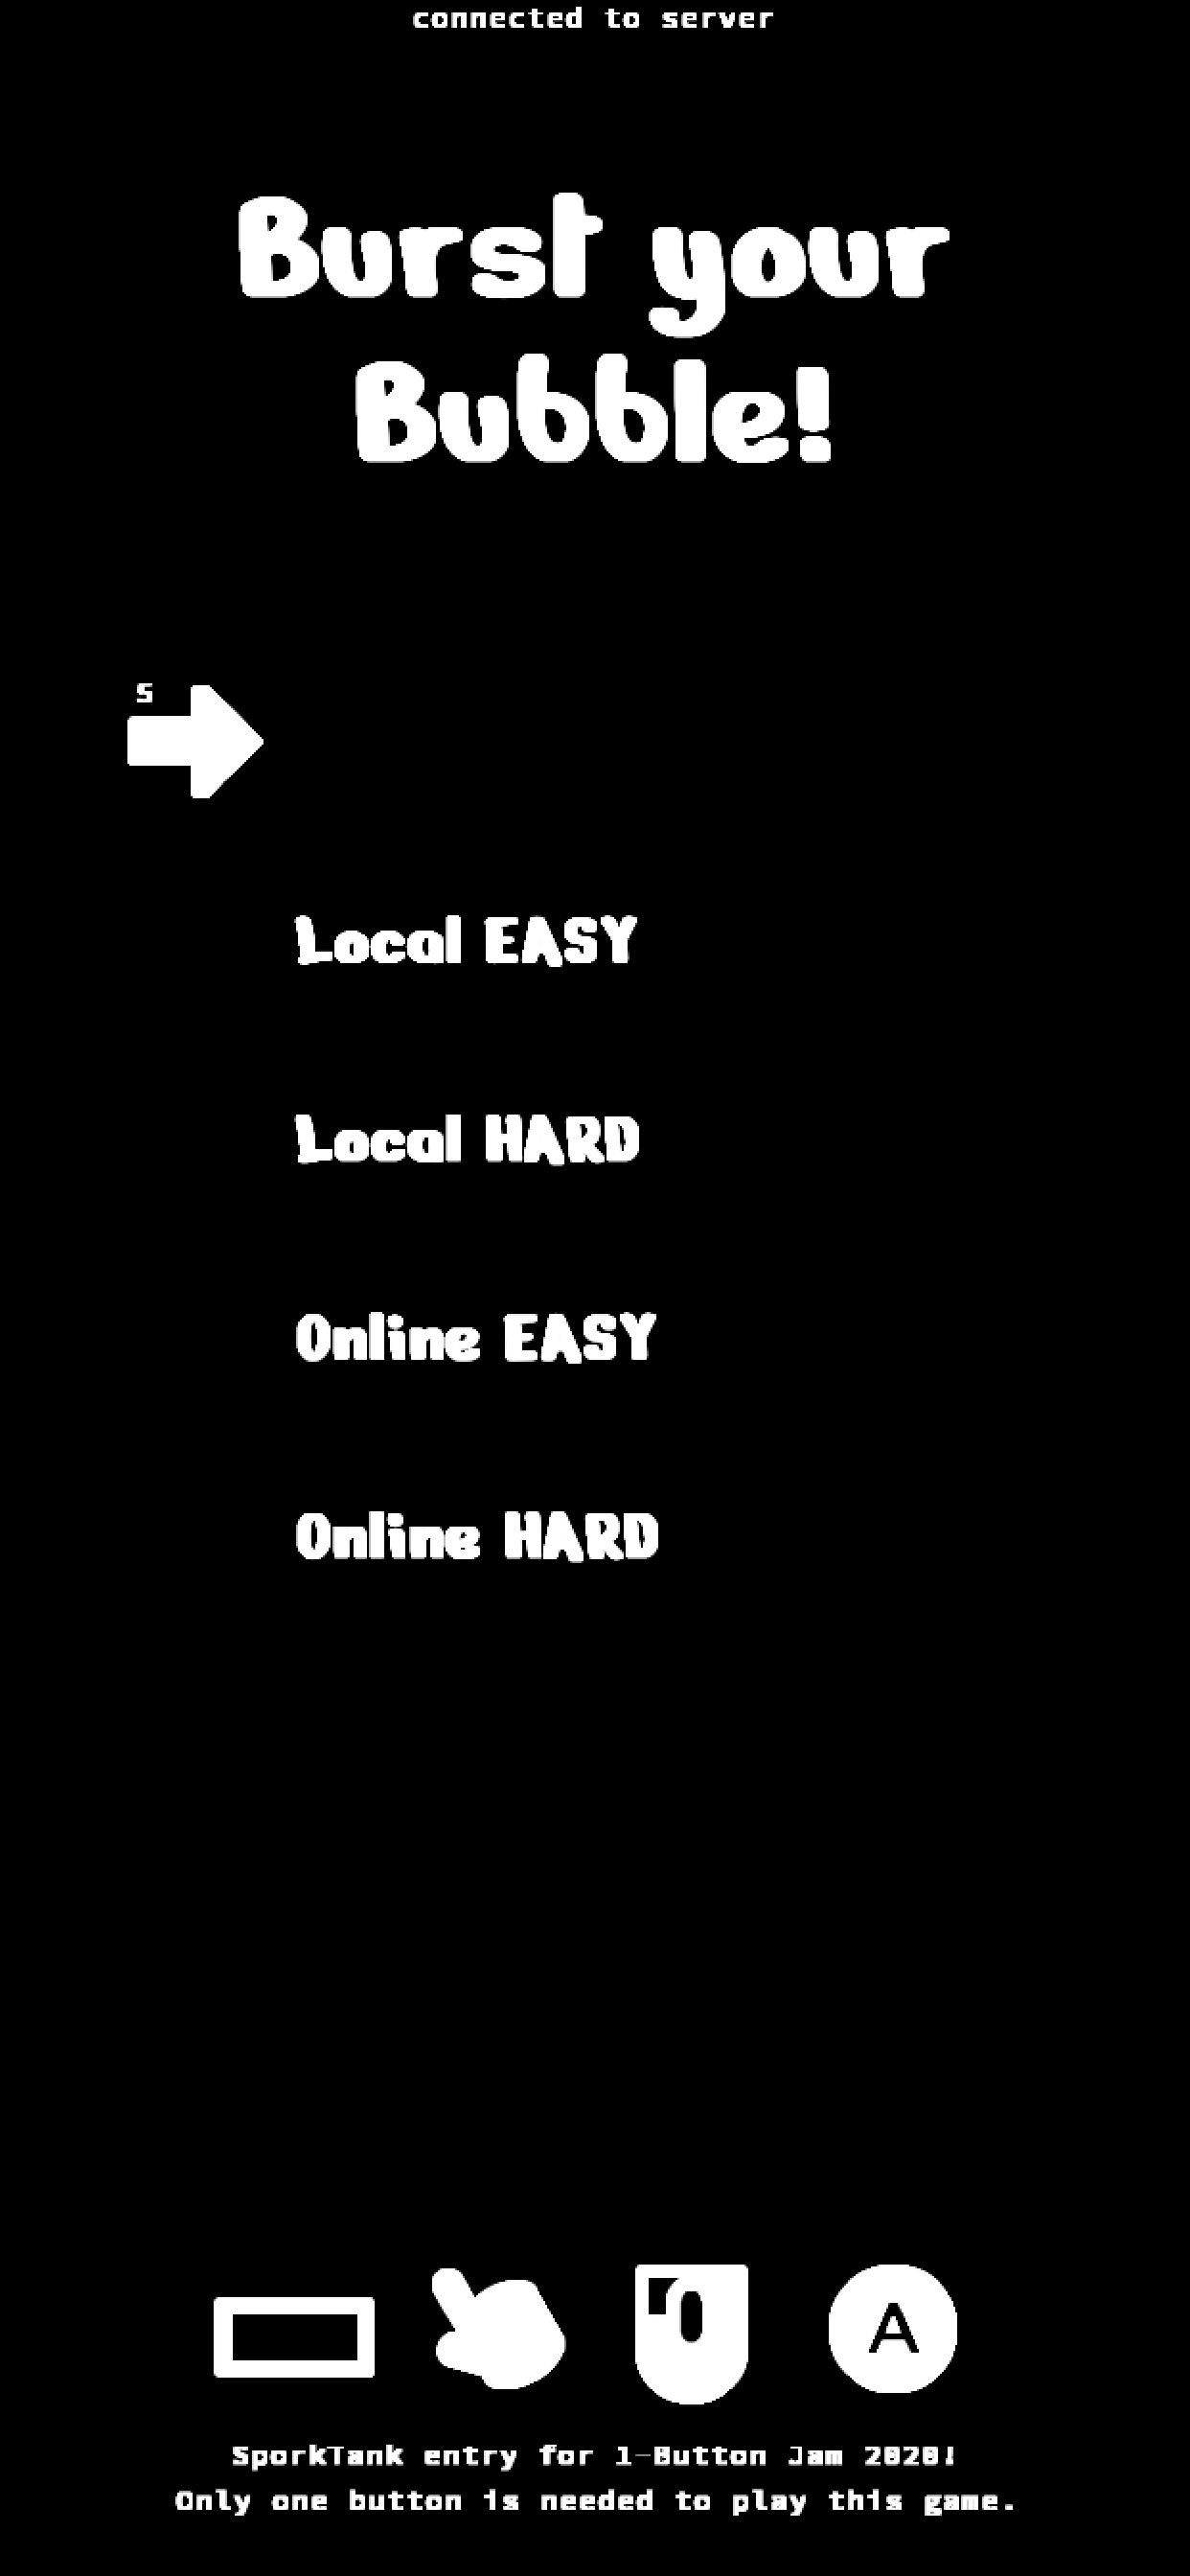 connected to server
Burst your
Bubble!
5
Local EASY
Local HARD
Online EASY
Online HARD
A
SporkTank entry for 1-Button Jam 2020!
Only one button is needed to play this game.